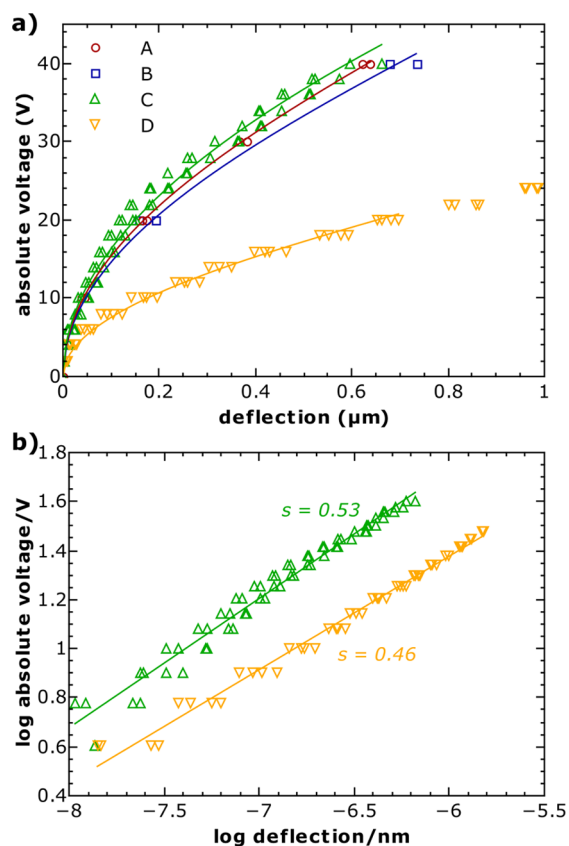 a)
A
B
C
D
absolute voltage (V)
40
30
20
10
0
0
0.2
0.4
0.6
0.8
1
deflection (µm)
b)
log absolute voltage/V
1.8
1.6
1.4
1.2
1
0.8
0.6
0.4
s = 0.53
s = 0.46
−8
−7.5
−7
−6.5
−6
−5.5
log deflection/nm